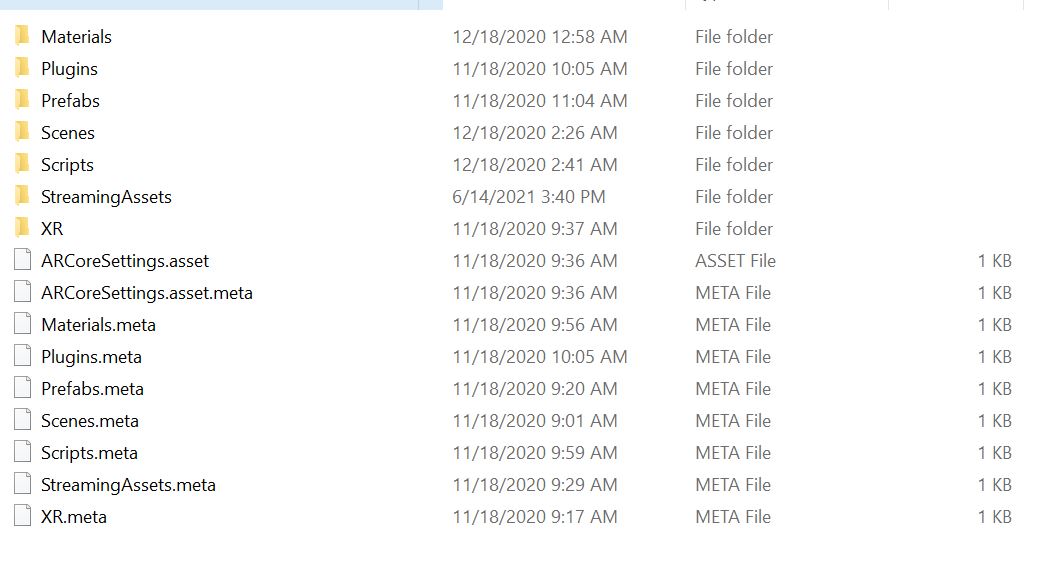 Materials 12/18/2020 12:58 AM File folder
Plugins 11/18/2020 10:05 AM File folder
Prefabs 11/18/2020 11:04 AM File folder
Scenes 12/18/2020 2:26 AM File folder
Scripts 12/18/2020 2:41 AM File folder
StreamingAssets 6/14/2021 3:40 PM File folder
XR 11/18/2020 9:37 AM File folder
ARCoreSettings.asset 11/18/2020 9:36 AM ASSET File 1 KB
ARCoreSettings.asset.meta 11/18/2020 9:36 AM META File 1 KB
Materials.meta 11/18/2020 9:56 AM META File 1 KB
Plugins.meta 11/18/2020 10:05 AM META File 1 KB
Prefabs.meta 11/18/2020 9:20 AM META File 1 KB
Scenes.meta 11/18/2020 9:01 AM META File 1 KB
Scripts.meta 11/18/2020 9:59 AM META File 1 KB
StreamingAssets.meta 11/18/2020 9:29 AM META File 1 KB
XR.meta 11/18/2020 9:17 AM META File 1 KB